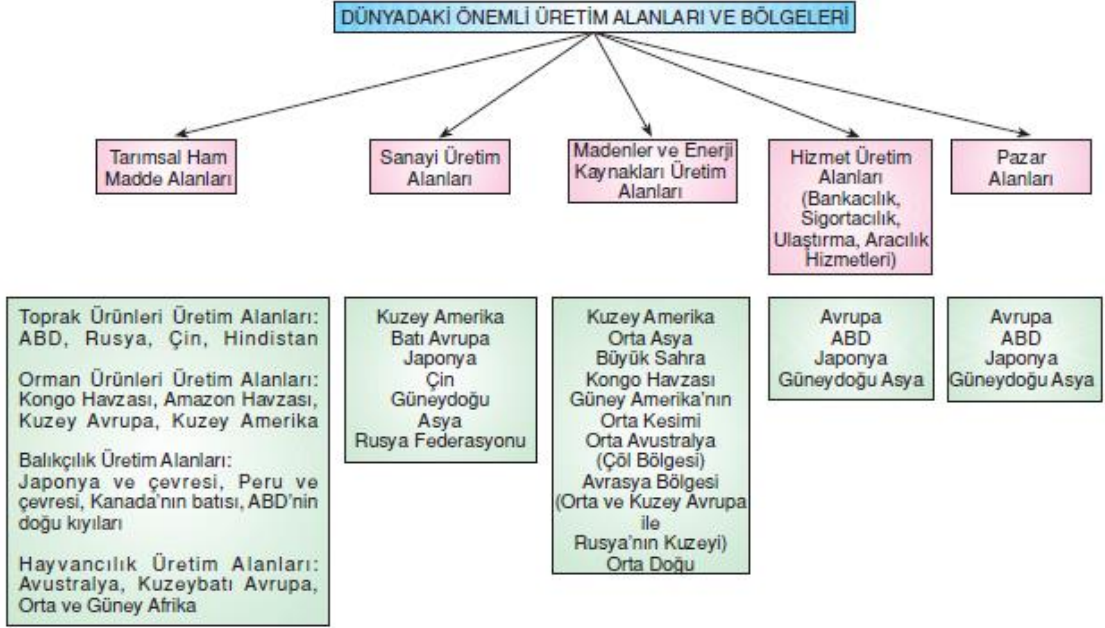 DÜNYADAKİ ÖNEMLİ ÜRETİM ALANLARI VE BÖLGELERİ
Tarımsal Ham
Madde Alanları
Sanayi Üretim
Alanları
Madenler ve Enerji
Kaynakları Üretim
Alanları
Hizmet Üretim
Alanları
(Bankacılık,
Sigortacılık,
Ulaştırma, Aracılık
Hizmetleri)
Pazar
Alanları
Toprak Ürünleri Üretim Alanları:
ABD, Rusya, Çin, Hindistan
Orman Ürünleri Üretim Alanları:
Kongo Havzası, Amazon Havzası,
Kuzey Avrupa, Kuzey Amerika
Balıkçılık Üretim Alanları:
Japonya ve çevresi, Peru ve
çevresi, Kanada'nın batısı, ABD'nin
doğu kıyıları
Hayvancılık Üretim Alanları:
Avustralya, Kuzeybatı Avrupa,
Orta ve Güney Afrika
Kuzey Amerika
Batı Avrupa
Japonya
Çin
Güneydoğu
Asya
Rusya Federasyonu
Kuzey Amerika
Orta Asya
Büyük Sahra
Kongo Havzası
Güney Amerika'nın
Orta Kesimi
Orta Avustralya
(Çöl Bölgesi)
Avrasya Bölgesi
(Orta ve Kuzey Avrupa
ile
Rusya'nın Kuzeyi)
Orta Doğu
Avrupa
ABD
Japonya
Güneydoğu Asya
Avrupa
ABD
Japonya
Güneydoğu Asya